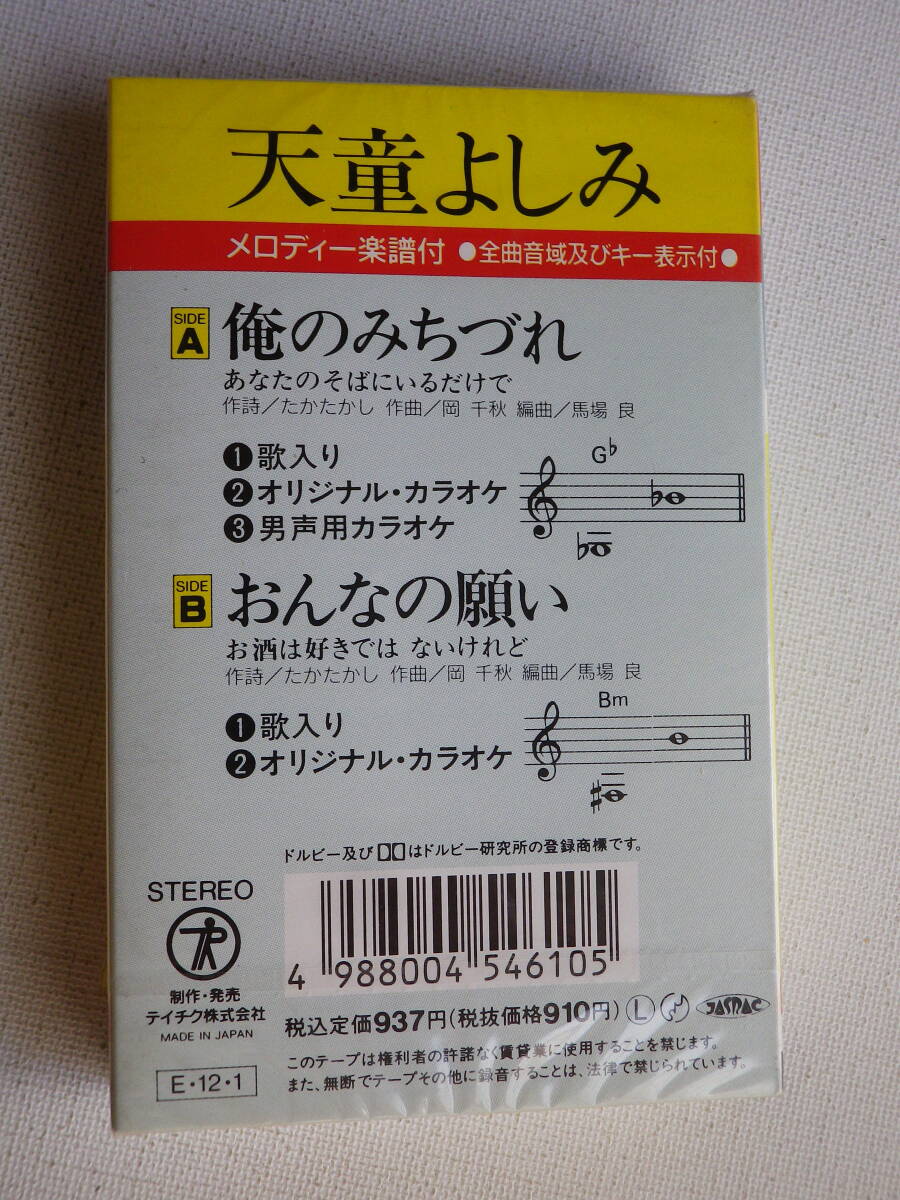 天童よしみ
メロディー楽譜付 ●全曲音域及びキー表示付●
SIDE A 俺のみちづれ
あなたのそばにいるだけで
作詩／たかたかし 作曲／岡 千秋 編曲／馬場 良
❶歌入り
G♭
❷オリジナル・カラオケ
❸男声用カラオケ
SIDE B おんなの願い
お酒は好きでは ないけれど
作詩／たかたかし 作曲／岡 千秋 編曲／馬場 良
❶歌入り
Bm
❷オリジナル・カラオケ
ドルビー及び はドルビー研究所の登録商標です。
STEREO
4 988004 546105
制作・発売
テイチク株式会社
MADE IN JAPAN
税込定価937円(税抜価格910円) Ⓛ JASRAC
このテープは権利者の許諾なく賃貸業に使用することを禁じます。
また、無断でテープその他に録音することは、法律で禁じられています。
E・12・1